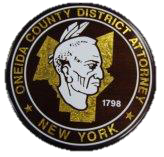 ONEIDA COUNTY DISTRICT ATTORNEY
1798
NEW YORK